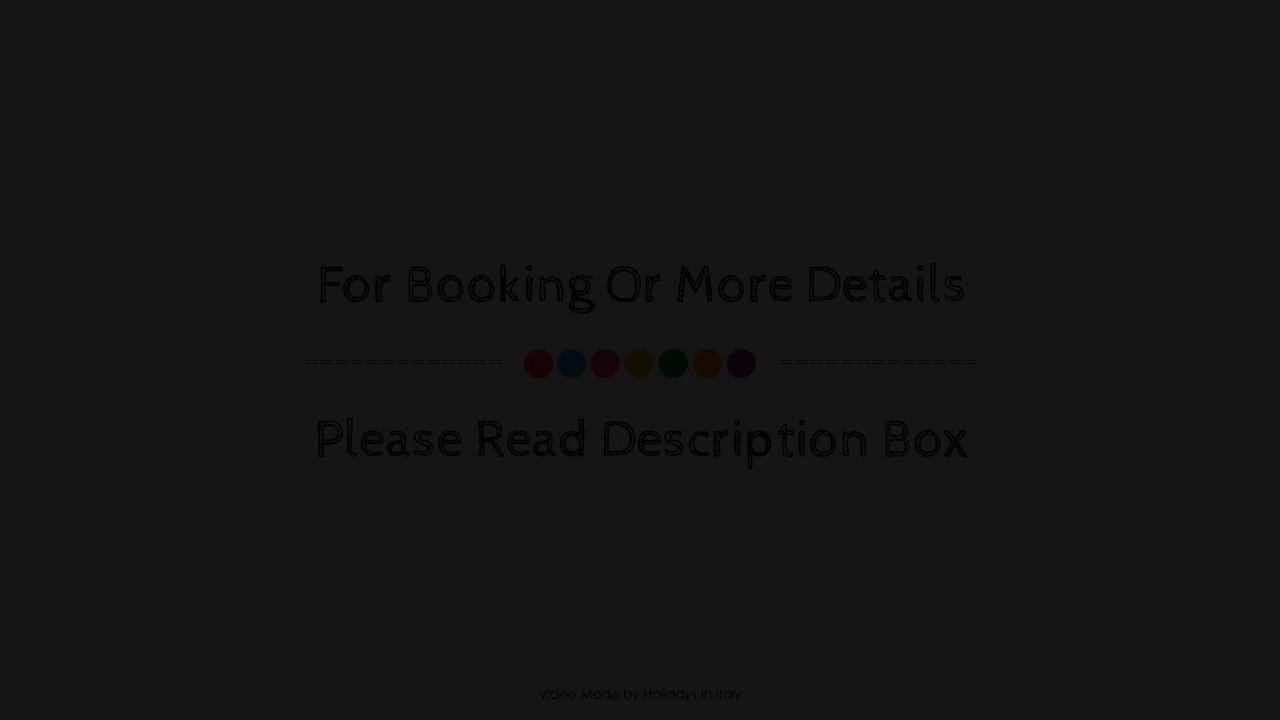 For Booking Or More Details
============= =============
Please Read Description Box
Video Made by Holidays In Italy